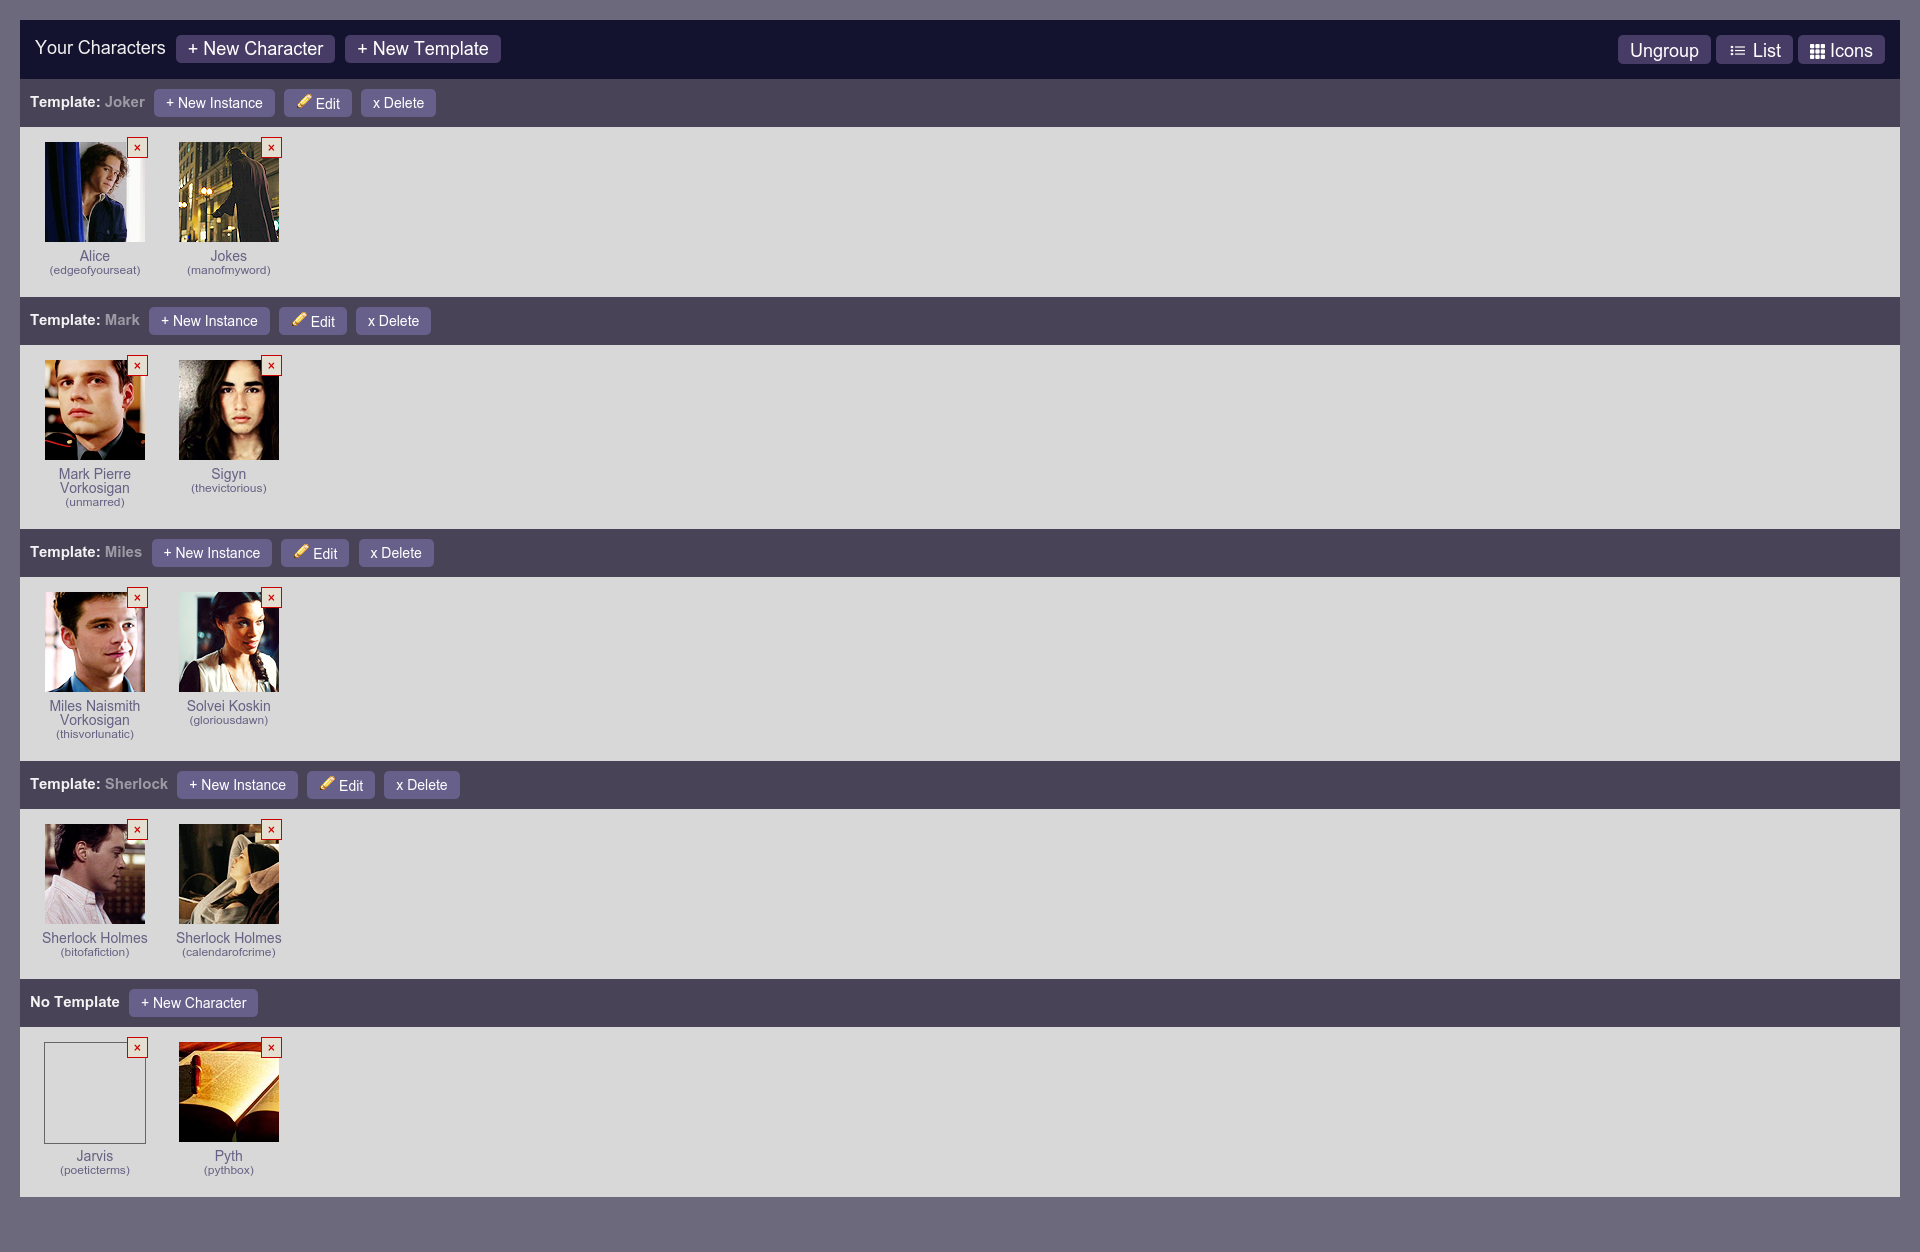 Your Characters + New Character + New Template Ungroup List Icons
Template: Joker + New Instance Edit x Delete
× ×
Alice Jokes
(edgeofyourseat) (manofmyword)
Template: Mark + New Instance Edit x Delete
× ×
Mark Pierre Sigyn
Vorkosigan (thevictorious)
(unmarred)
Template: Miles + New Instance Edit x Delete
× ×
Miles Naismith Solvei Koskin
Vorkosigan (gloriousdawn)
(thisvorlunatic)
Template: Sherlock + New Instance Edit x Delete
× ×
Sherlock Holmes Sherlock Holmes
(bitofafiction) (calendarofcrime)
No Template + New Character
× ×
Jarvis Pyth
(poeticterms) (pythbox)